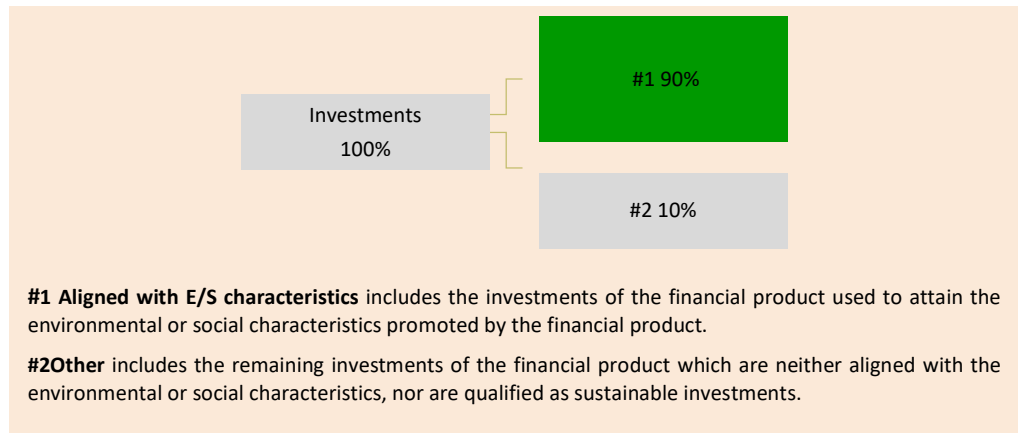 #1 90%
Investments
100%
#2 10%
#1 Aligned with E/S characteristics includes the investments of the financial product used to attain the
environmental or social characteristics promoted by the financial product.
#2Other includes the remaining investments of the financial product which are neither aligned with the
environmental or social characteristics, nor are qualified as sustainable investments.